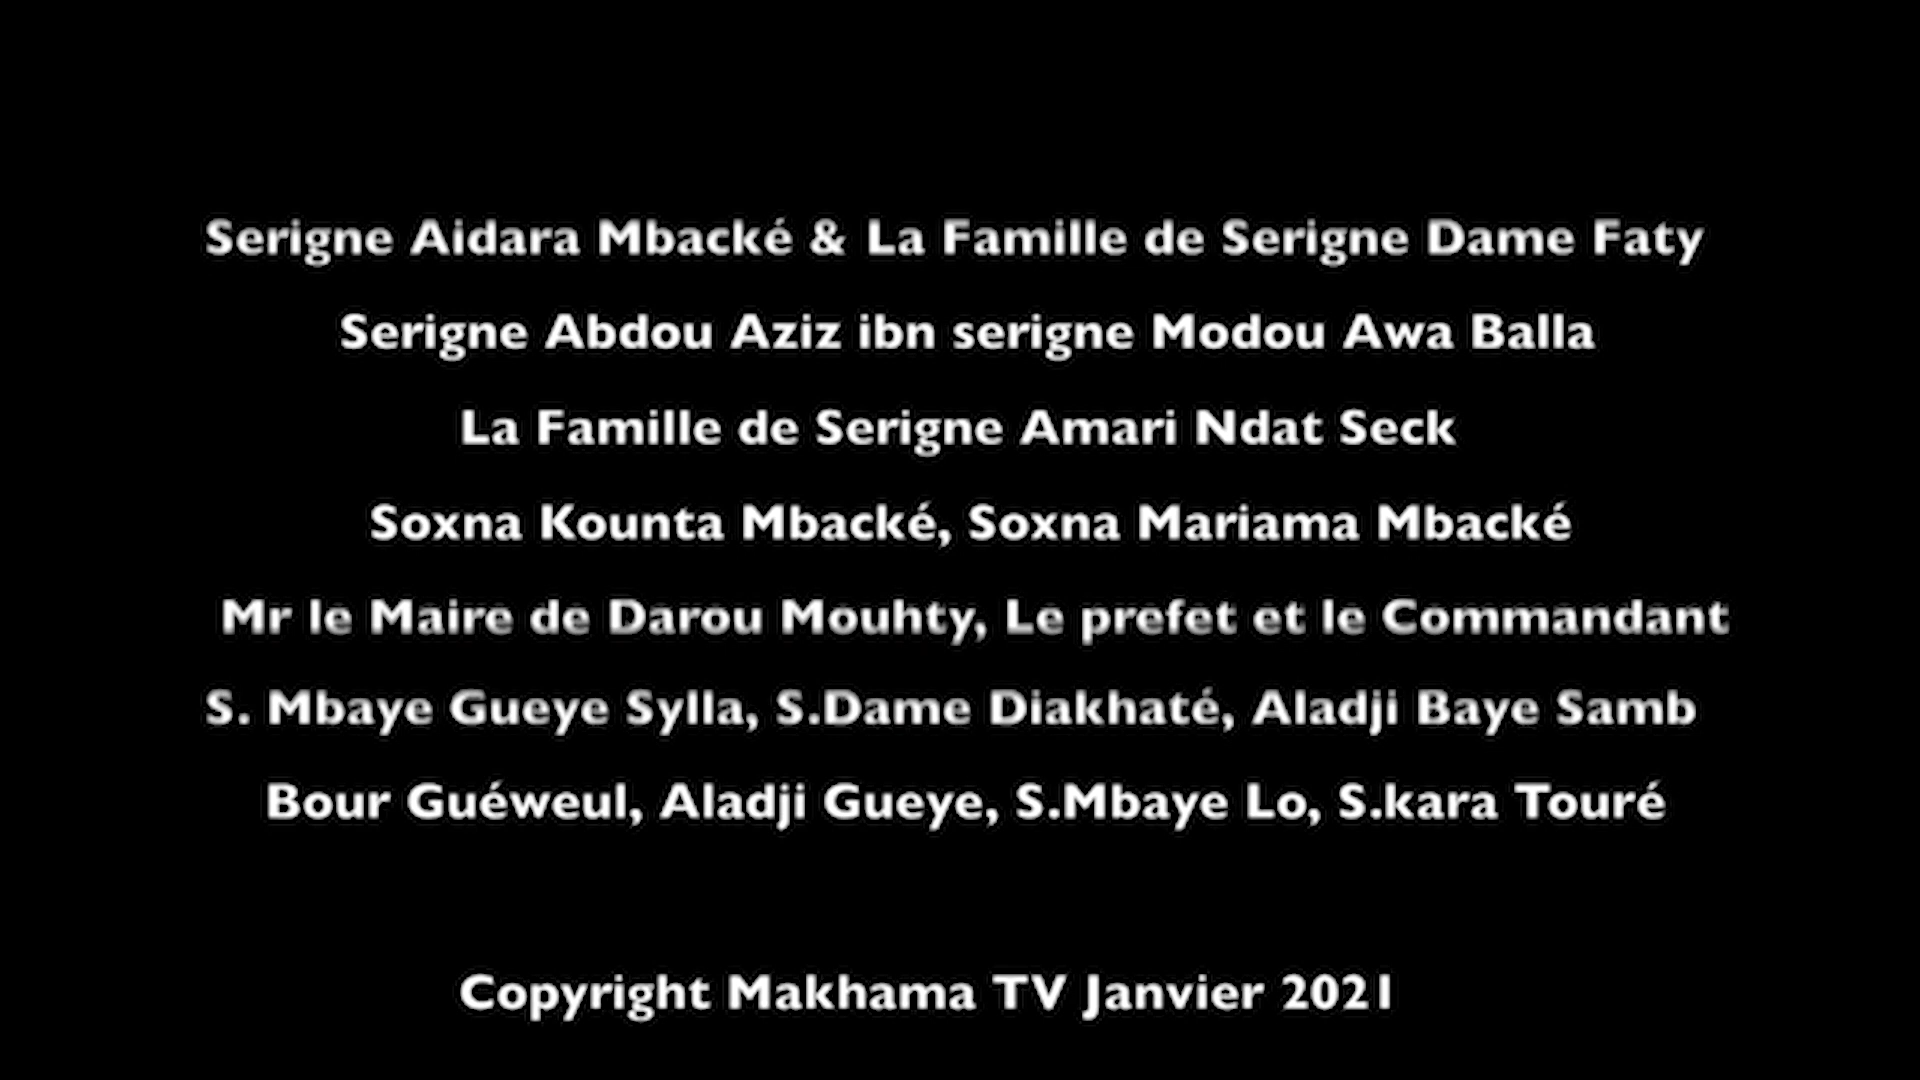 Serigne Aidara Mbacké & La Famille de Serigne Dame Faty
Serigne Abdou Aziz ibn serigne Modou Awa Balla
La Famille de Serigne Amari Ndat Seck
Soxna Kounta Mbacké, Soxna Mariama Mbacké
Mr le Maire de Darou Mouhty, Le prefet et le Commandant
S. Mbaye Gueye Sylla, S.Dame Diakhaté, Aladji Baye Samb
Bour Guéweul, Aladji Gueye, S.Mbaye Lo, S.kara Touré
Copyright Makhama TV Janvier 2021